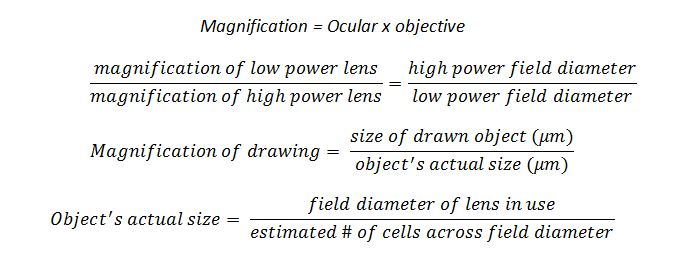 Magnification = Ocular x objective
magnification of low power lens / magnification of high power lens = high power field diameter / low power field diameter
Magnification of drawing = size of drawn object (μm) / object's actual size (μm)
Object's actual size = field diameter of lens in use / estimated # of cells across field diameter